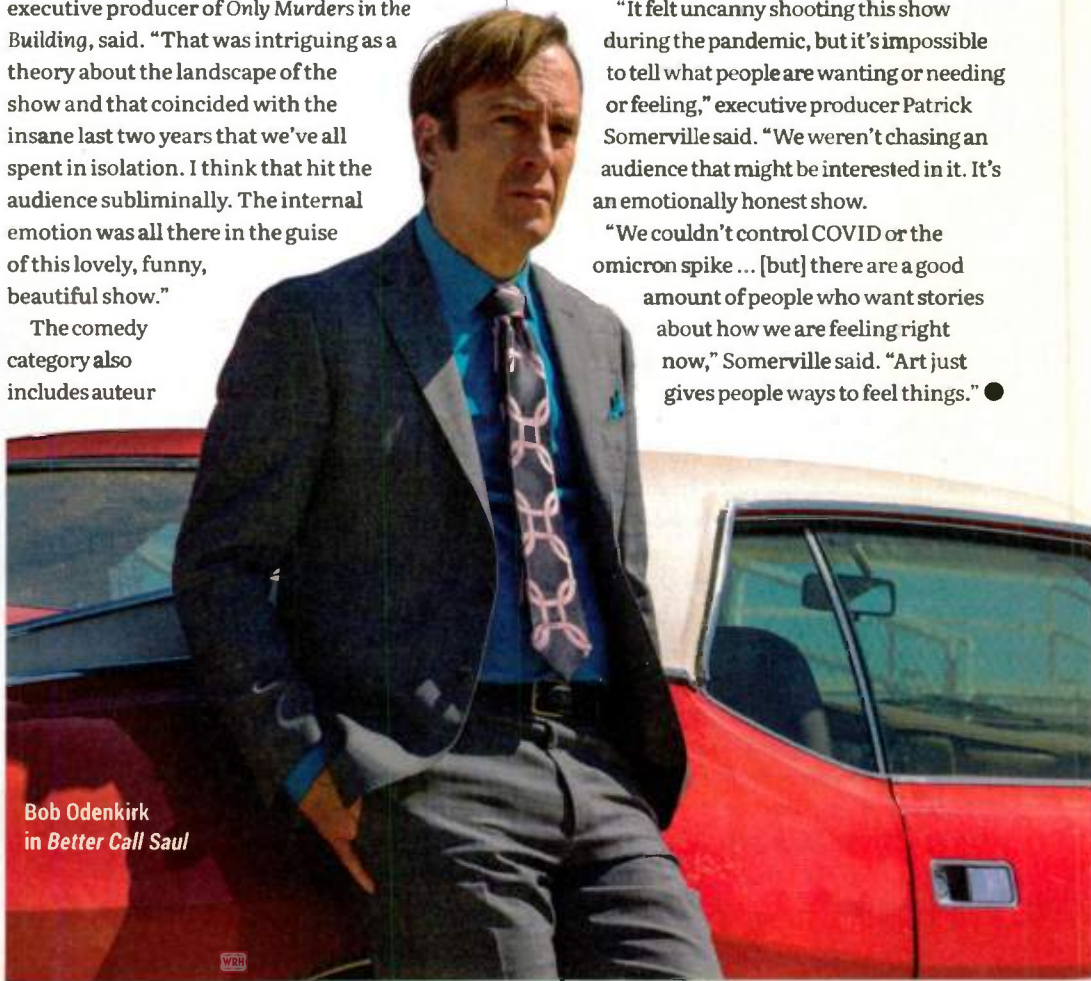 executive producer of Only Murders in the
Building, said. “That was intriguing as a
theory about the landscape of the
show and that coincided with the
insane last two years that we’ve all
spent in isolation. I think that hit the
audience subliminally. The internal
emotion was all there in the guise
of this lovely, funny,
beautiful show.”
The comedy
category also
includes auteur
“It felt uncanny shooting this show
during the pandemic, but it’s impossible
to tell what people are wanting or needing
or feeling,” executive producer Patrick
Somerville said. “We weren’t chasing an
audience that might be interested in it. It’s
an emotionally honest show.
“We couldn’t control COVID or the
omicron spike ... [but] there are a good
amount of people who want stories
about how we are feeling right
now,” Somerville said. “Art just
gives people ways to feel things.”
Bob Odenkirk
in Better Call Saul
WRH